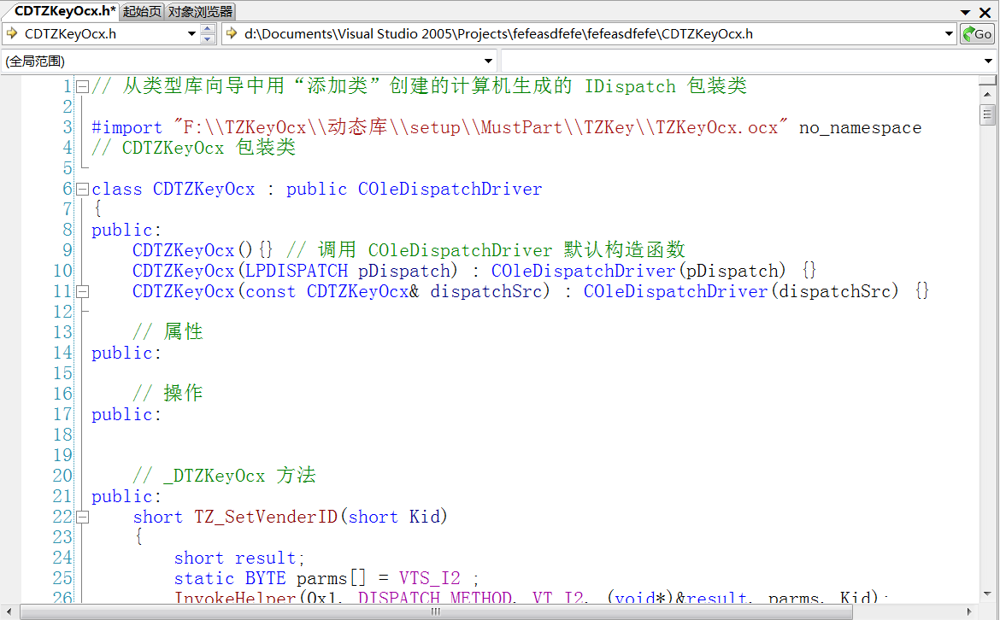 CDTZKeyOcx.h* 起始页 对象浏览器
CDTZKeyOcx.h d:\Documents\Visual Studio 2005\Projects\fefeasdfefe\fefeasdfefe\CDTZKeyOcx.h Go
(全局范围)
1 // 从类型库向导中用“添加类”创建的计算机生成的 IDispatch 包装类
2
3 #import "F:\\TZKeyOcx\\动态库\\setup\\MustPart\\TZKey\\TZKeyOcx.ocx" no_namespace
4 // CDTZKeyOcx 包装类
5
6 class CDTZKeyOcx : public COleDispatchDriver
7 {
8 public:
9 CDTZKeyOcx(){} // 调用 COleDispatchDriver 默认构造函数
10 CDTZKeyOcx(LPDISPATCH pDispatch) : COleDispatchDriver(pDispatch) {}
11 CDTZKeyOcx(const CDTZKeyOcx& dispatchSrc) : COleDispatchDriver(dispatchSrc) {}
12
13 // 属性
14 public:
15
16 // 操作
17 public:
18
19
20 // _DTZKeyOcx 方法
21 public:
22 short TZ_SetVenderID(short Kid)
23 {
24 short result;
25 static BYTE parms[] = VTS_I2 ;
26 InvokeHelper(0x1, DISPATCH_METHOD, VT_I2, (void*)&result, parms, Kid);